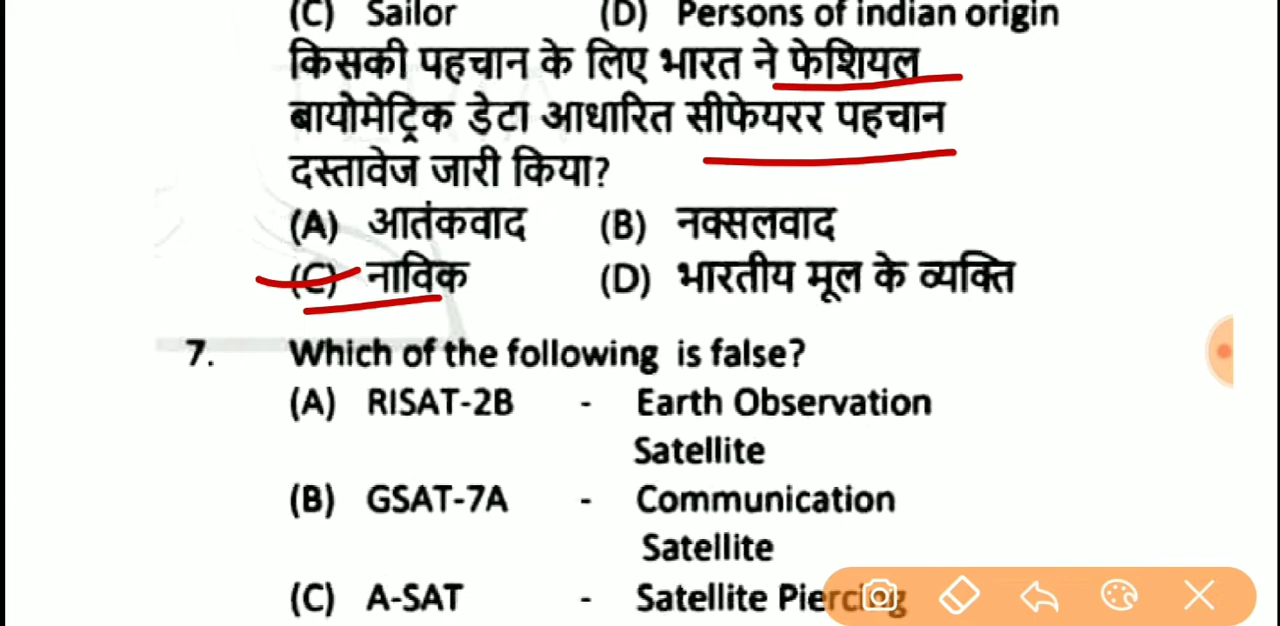 (C) Sailor (D) Persons of indian origin
किसकी पहचान के लिए भारत ने फेशियल
बायोमेट्रिक डेटा आधारित सीफेयरर पहचान
दस्तावेज जारी किया?
(A) आतंकवाद (B) नक्सलवाद
(C) नाविक (D) भारतीय मूल के व्यक्ति
7. Which of the following is false?
(A) RISAT-2B - Earth Observation
Satellite
(B) GSAT-7A - Communication
Satellite
(C) A-SAT - Satellite Piercing